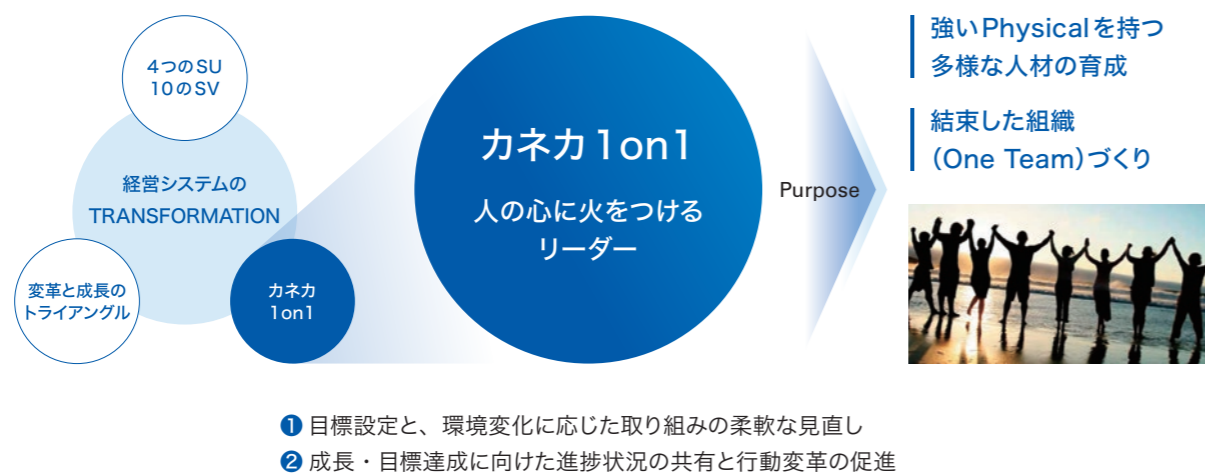 4つのSU
10のSV
経営システムの
TRANSFORMATION
変革と成長の
トライアングル
カネカ
1on1
カネカ1on1
人の心に火をつける
リーダー
Purpose
強いPhysicalを持つ
多様な人材の育成
結束した組織
（One Team）づくり
❶ 目標設定と、環境変化に応じた取り組みの柔軟な見直し
❷ 成長・目標達成に向けた進捗状況の共有と行動変革の促進